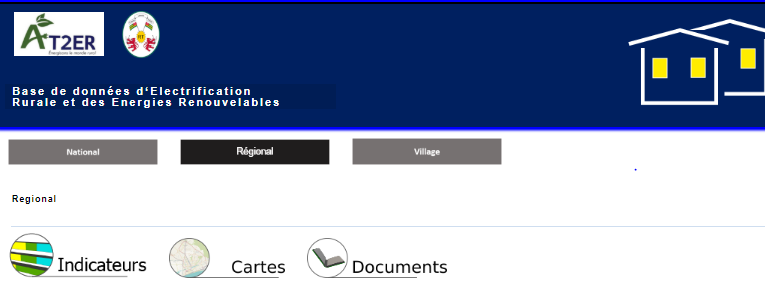 AT2ER
Base de données d'Electrification
Rurale et des Energies Renouvelables
National
Régional
Village
Regional
Indicateurs
Cartes
Documents